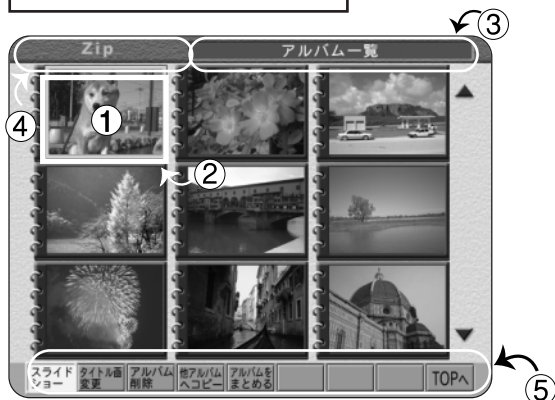 ③
Zip アルバム一覧
④
①
②
スライド
ショー
タイトル画
変更
アルバム
削除
他アルバム
へコピー
アルバムを
まとめる
TOPへ
⑤